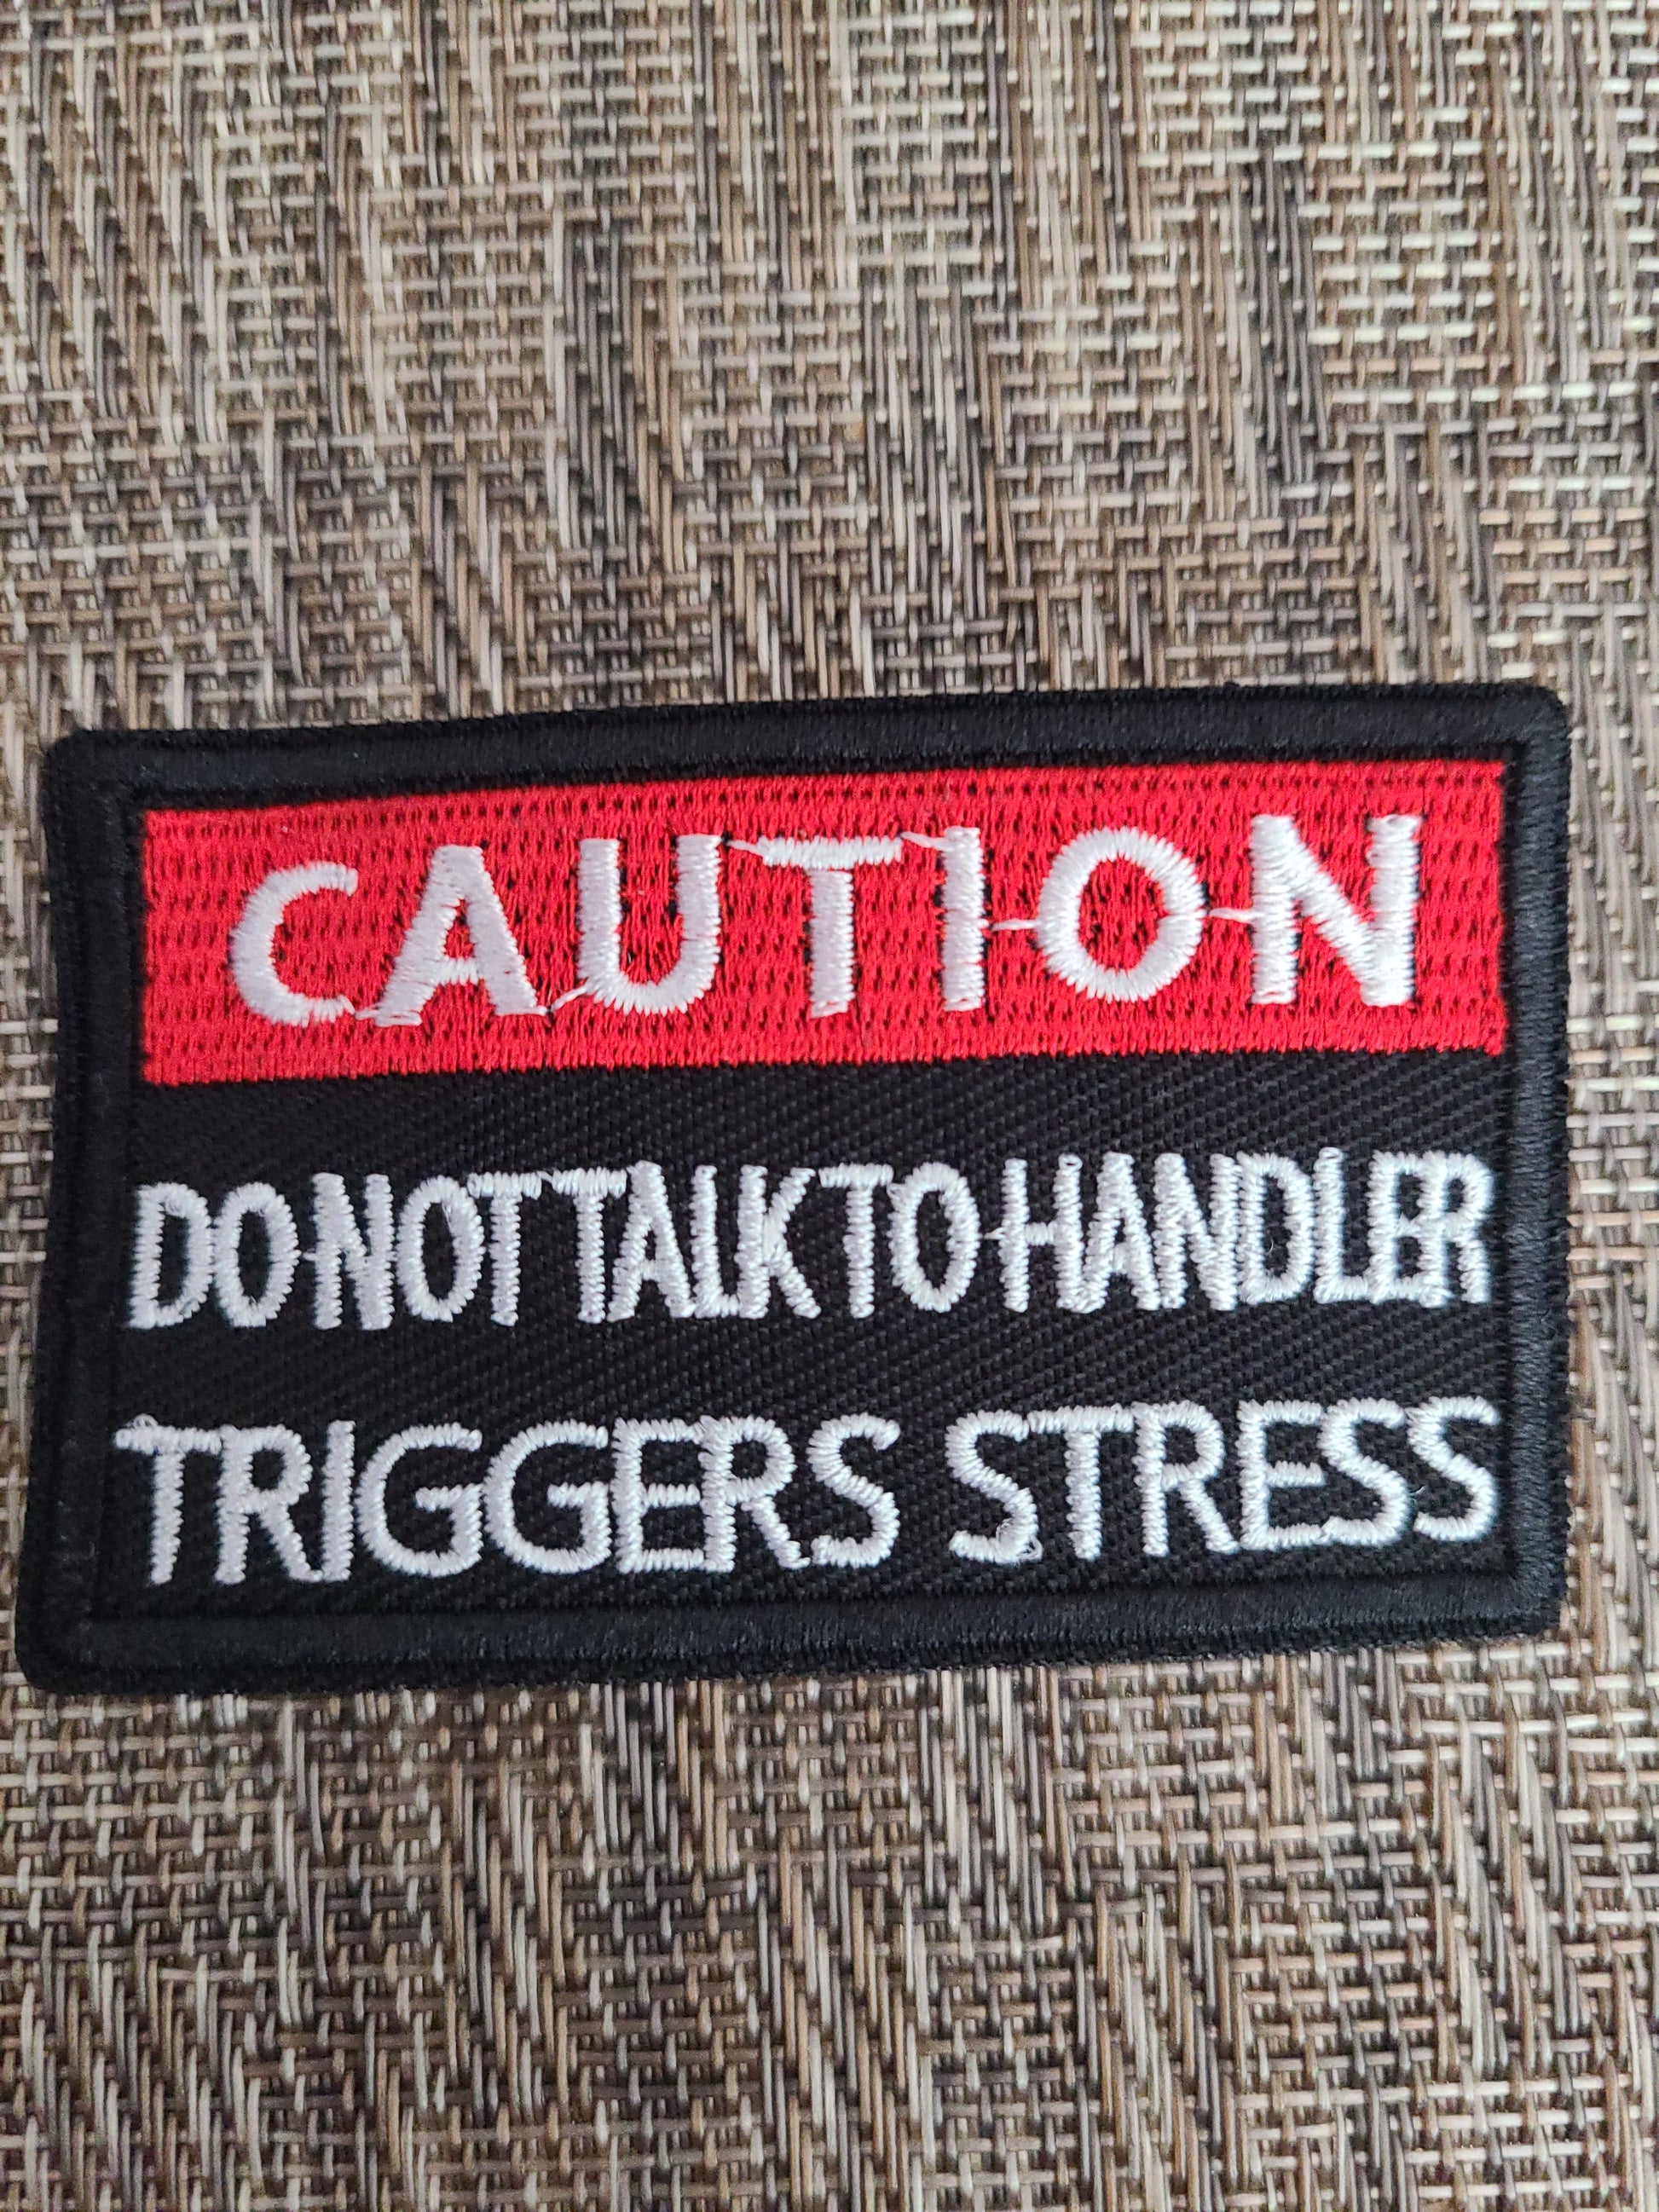 CAUTION
DO NOT TALK TO HANDLER
TRIGGERS STRESS